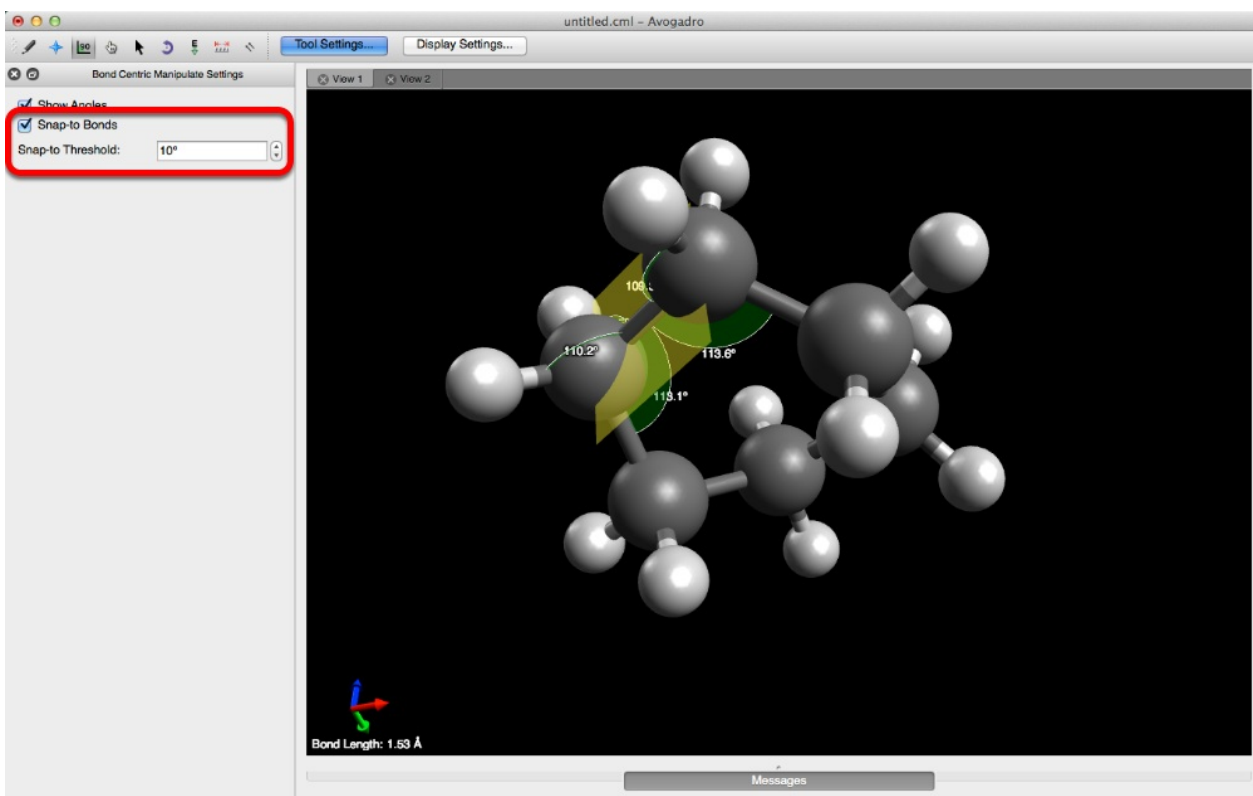 untitled.cml – Avogadro
90
E
Tool Settings...
Display Settings...
Bond Centric Manipulate Settings
View 1
View 2
Show Angles
Snap-to Bonds
Snap-to Threshold:
10°
110.2°
113.6°
113.1°
Bond Length: 1.53 Å
Messages